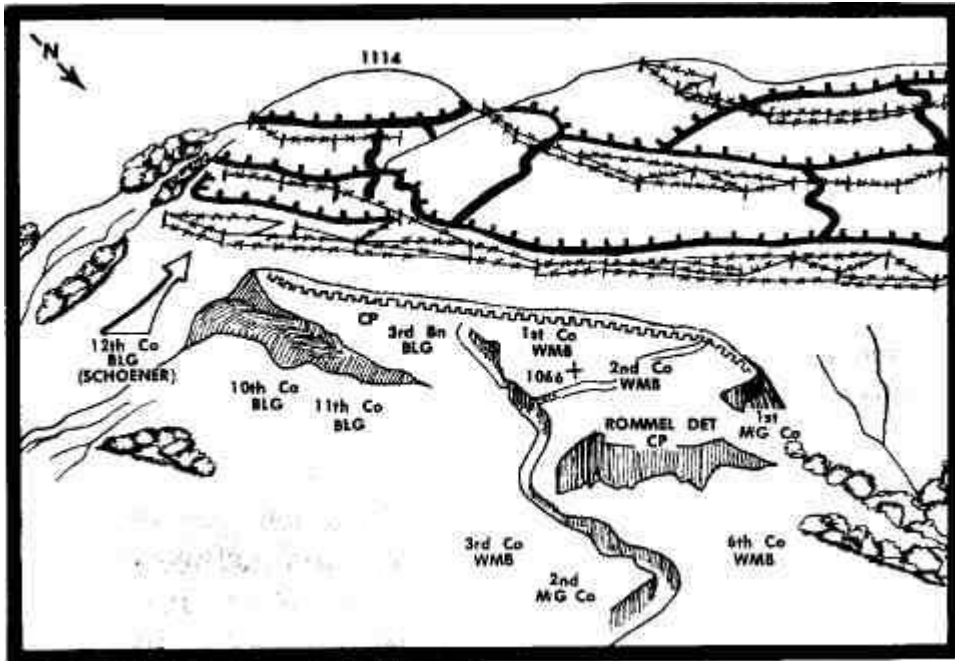 N
1114
12th Co
BLG
(SCHOENER)
10th Co
BLG
11th Co
BLG
CP
3rd Bn
BLG
1st Co
WMB
1066
2nd Co
WMB
1st
MG Co
ROMMEL DET
CP
3rd Co
WMB
2nd
MG Co
6th Co
WMB